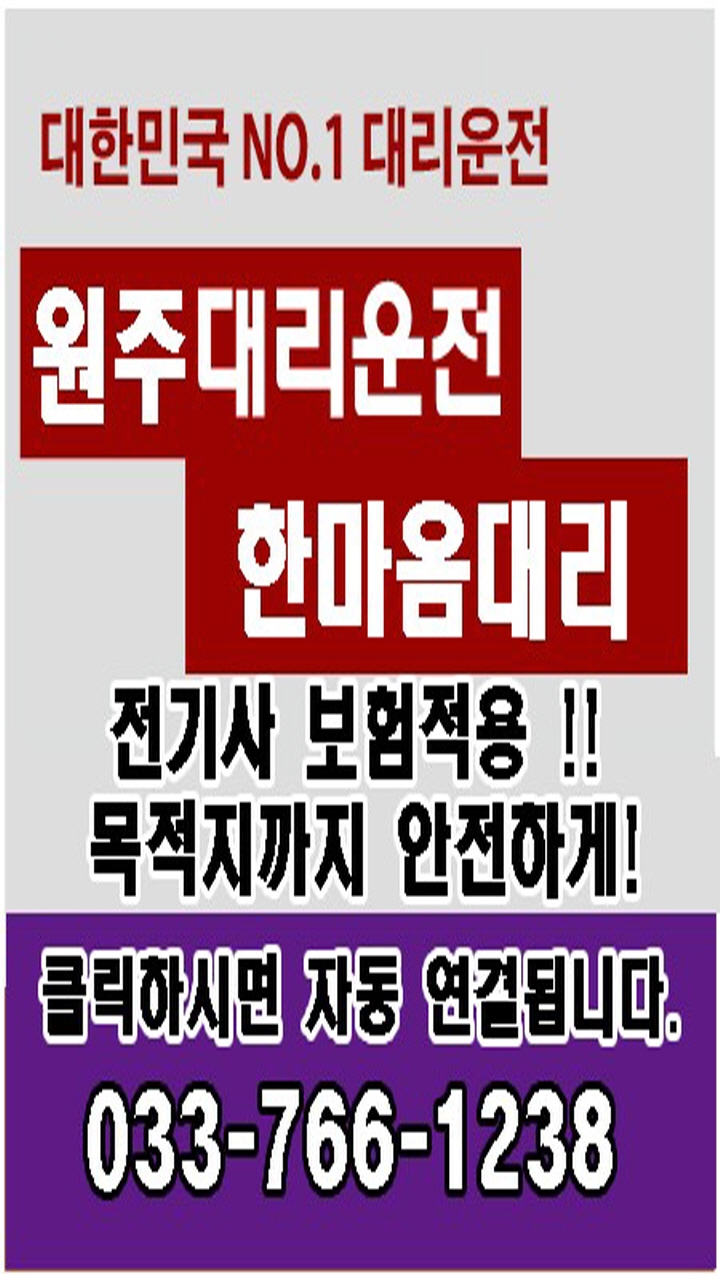 대한민국 NO.1 대리운전
원주대리운전
한마음대리
전기사 보험적용 !!
목적지까지 안전하게!
클릭하시면 자동 연결됩니다.
033-766-1238